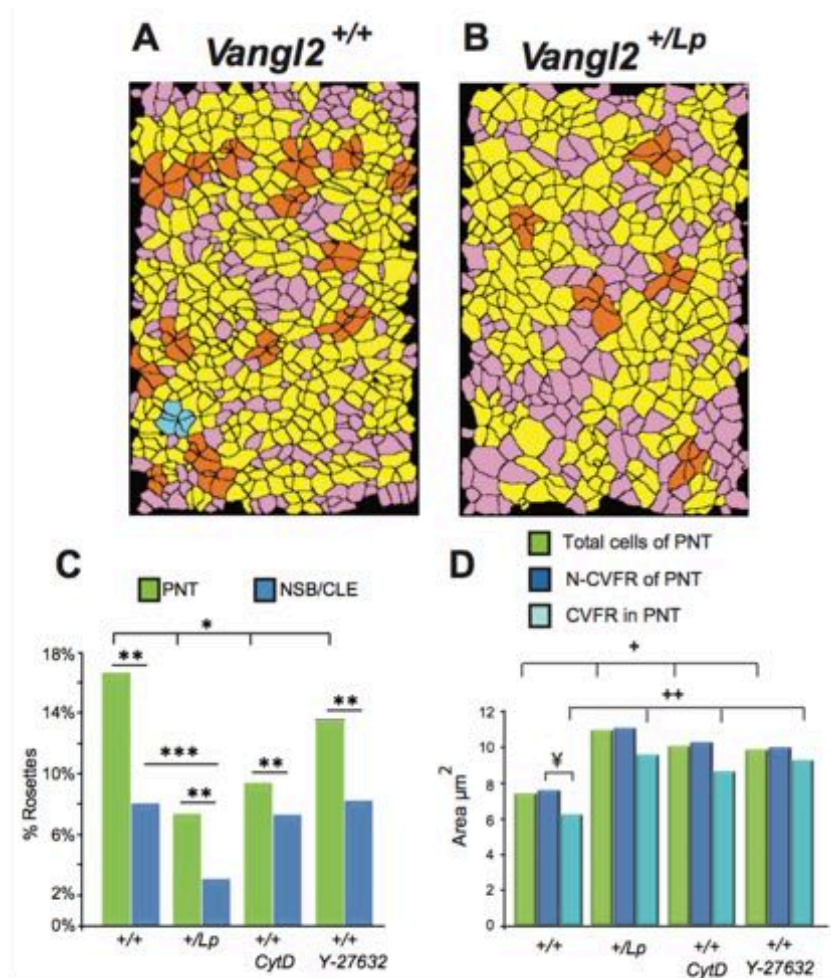 A Vangl2 +/+
B Vangl2 +/Lp
C
PNT
NSB/CLE
*
18%
14%
10%
6%
2%
0%
% Rosettes
**
***
**
**
**
+/+
+/Lp
+/+
CytD
+/+
Y-27632
D
Total cells of PNT
N-CVFR of PNT
CVFR in PNT
+
++
¥
12
10
8
6
4
2
0
Area μm2
+/+
+/Lp
+/+
CytD
+/+
Y-27632